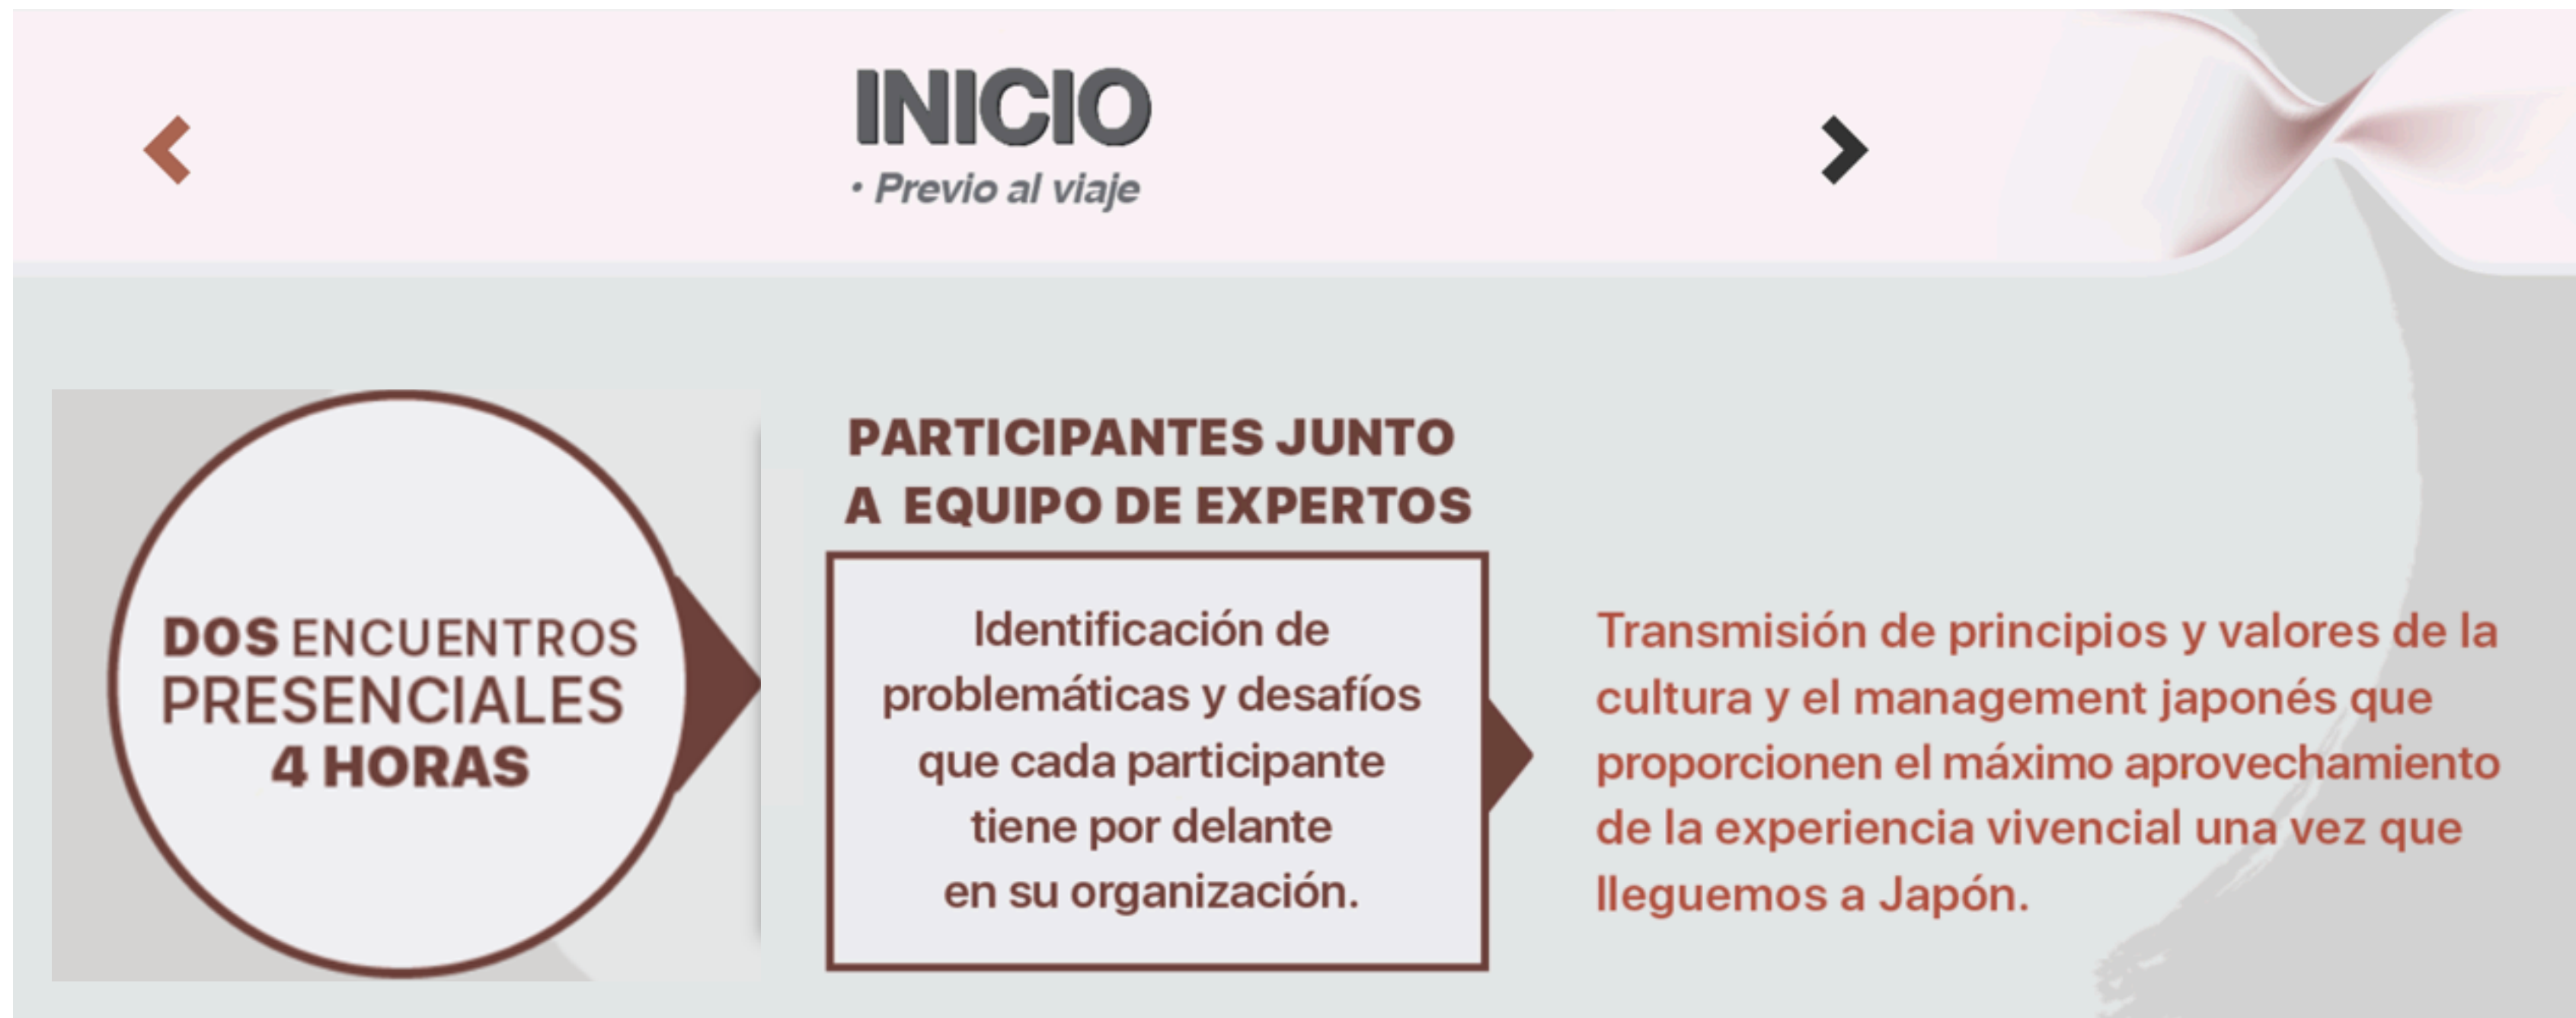 INICIO
• Previo al viaje
DOS ENCUENTROS
PRESENCIALES
4 HORAS
PARTICIPANTES JUNTO
A EQUIPO DE EXPERTOS
Identificación de
problemáticas y desafíos
que cada participante
tiene por delante
en su organización.
Transmisión de principios y valores de la
cultura y el management japonés que
proporcionen el máximo aprovechamiento
de la experiencia vivencial una vez que
lleguemos a Japón.